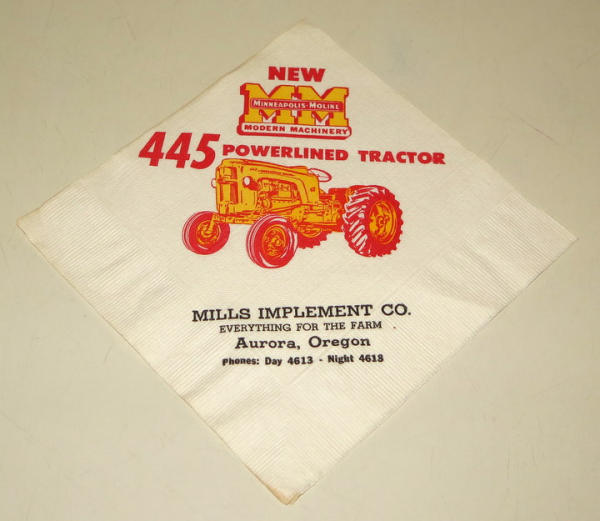 NEW
MM
MINNEAPOLIS-MOLINE
MODERN MACHINERY
445 POWERLINED TRACTOR
MILLS IMPLEMENT CO.
EVERYTHING FOR THE FARM
Aurora, Oregon
Phones: Day 4613 - Night 4618